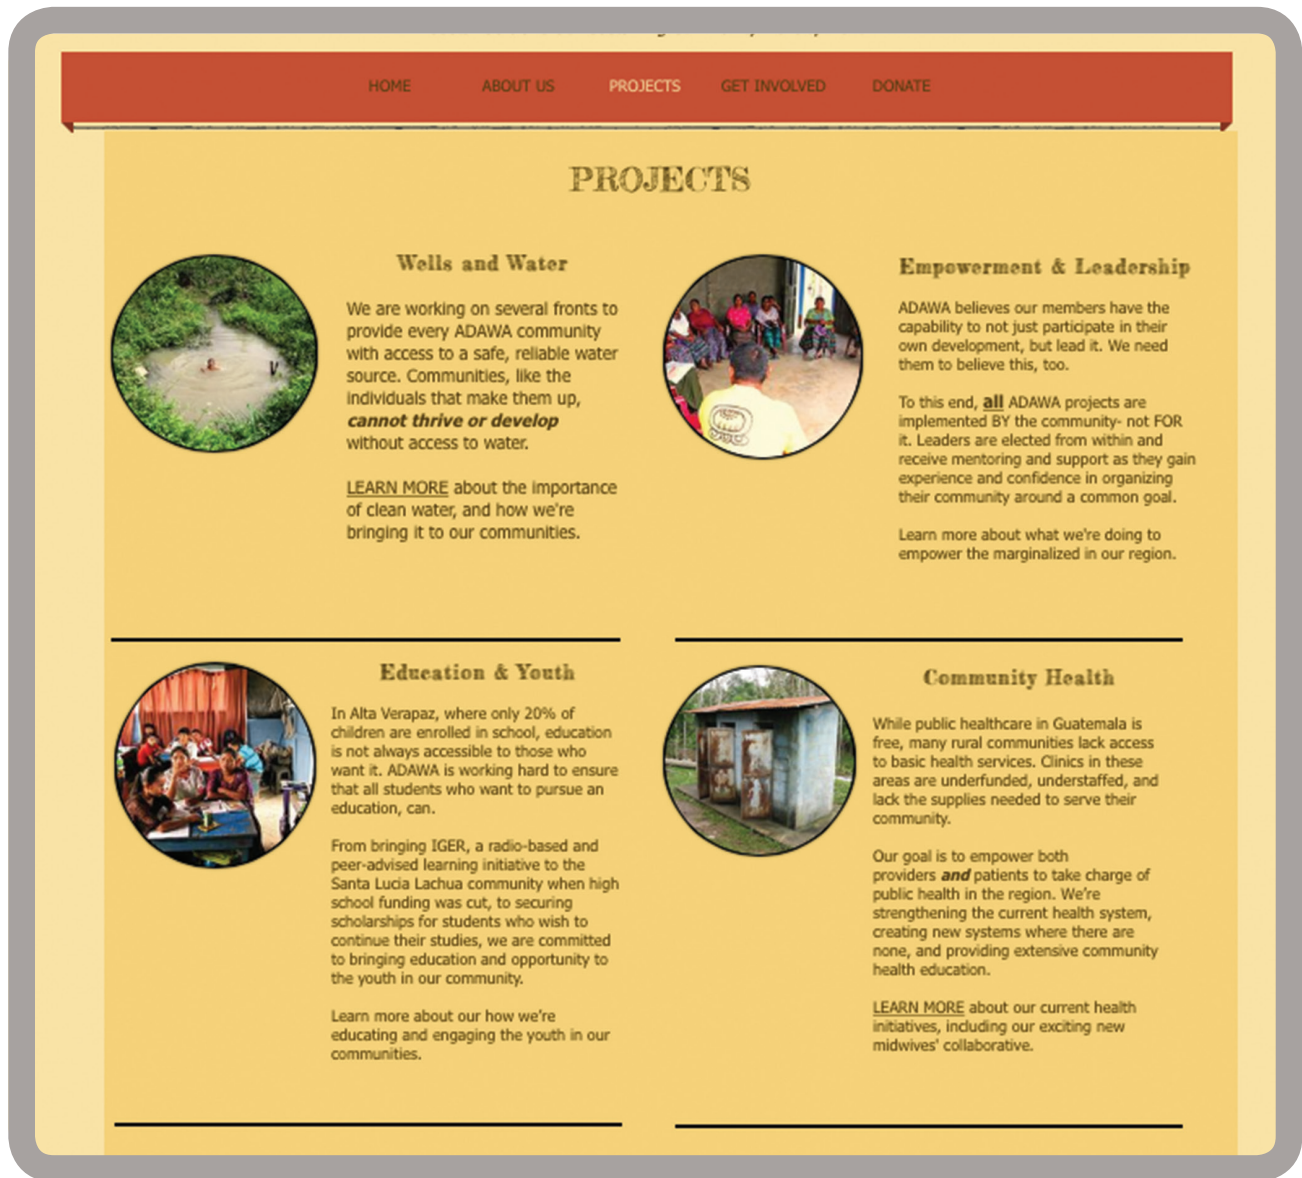 HOME ABOUT US PROJECTS GET INVOLVED DONATE
PROJECTS
Wells and Water
We are working on several fronts to
provide every ADAWA community
with access to a safe, reliable water
source. Communities, like the
individuals that make them up,
cannot thrive or develop
without access to water.
LEARN MORE about the importance
of clean water, and how we're
bringing it to our communities.
Empowerment & Leadership
ADAWA believes our members have the
capability to not just participate in their
own development, but lead it. We need
them to believe this, too.
To this end, all ADAWA projects are
implemented BY the community- not FOR
it. Leaders are elected from within and
receive mentoring and support as they gain
experience and confidence in organizing
their community around a common goal.
Learn more about what we're doing to
empower the marginalized in our region.
Education & Youth
In Alta Verapaz, where only 20% of
children are enrolled in school, education
is not always accessible to those who
want it. ADAWA is working hard to ensure
that all students who want to pursue an
education, can.
From bringing IGER, a radio-based and
peer-advised learning initiative to the
Santa Lucia Lachua community when high
school funding was cut, to securing
scholarships for students who wish to
continue their studies, we are committed
to bringing education and opportunity to
the youth in our community.
Learn more about our how we're
educating and engaging the youth in our
communities.
Community Health
While public healthcare in Guatemala is
free, many rural communities lack access
to basic health services. Clinics in these
areas are underfunded, understaffed, and
lack the supplies needed to serve their
community.
Our goal is to empower both
providers and patients to take charge of
public health in the region. We're
strengthening the current health system,
creating new systems where there are
none, and providing extensive community
health education.
LEARN MORE about our current health
initiatives, including our exciting new
midwives' collaborative.